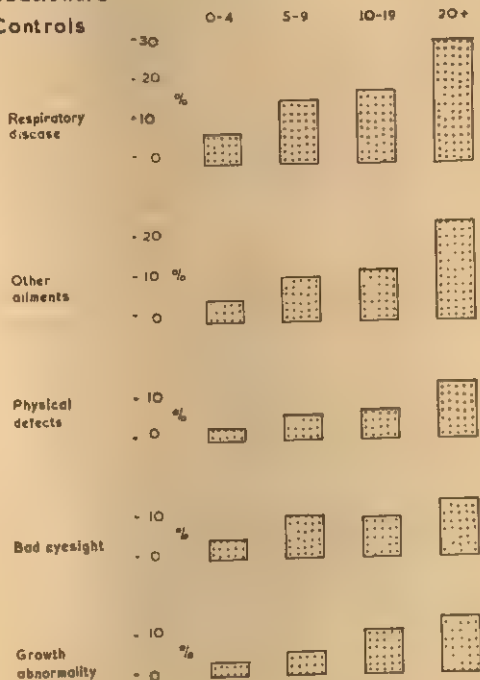 Controls
0-4 5-9 10-19 20+
-30
-20
%
-10
Respiratory
disease
- 0
- 20
- 10 %
Other
ailments
- 0
- 10
%
Physical
defects
- 0
- 10
%
Bad eyesight
- 0
- 10
%
Growth
abnormality
- 0